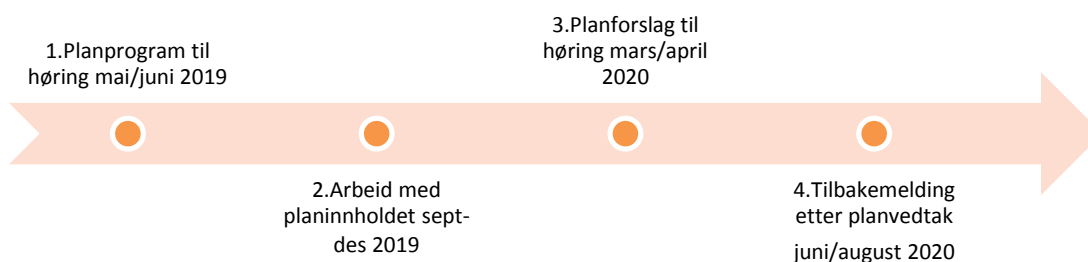 1.Planprogram til
høring mai/juni 2019
2.Arbeid med
planinnholdet sept-
des 2019
3.Planforslag til
høring mars/april
2020
4.Tilbakemelding
etter planvedtak
juni/august 2020